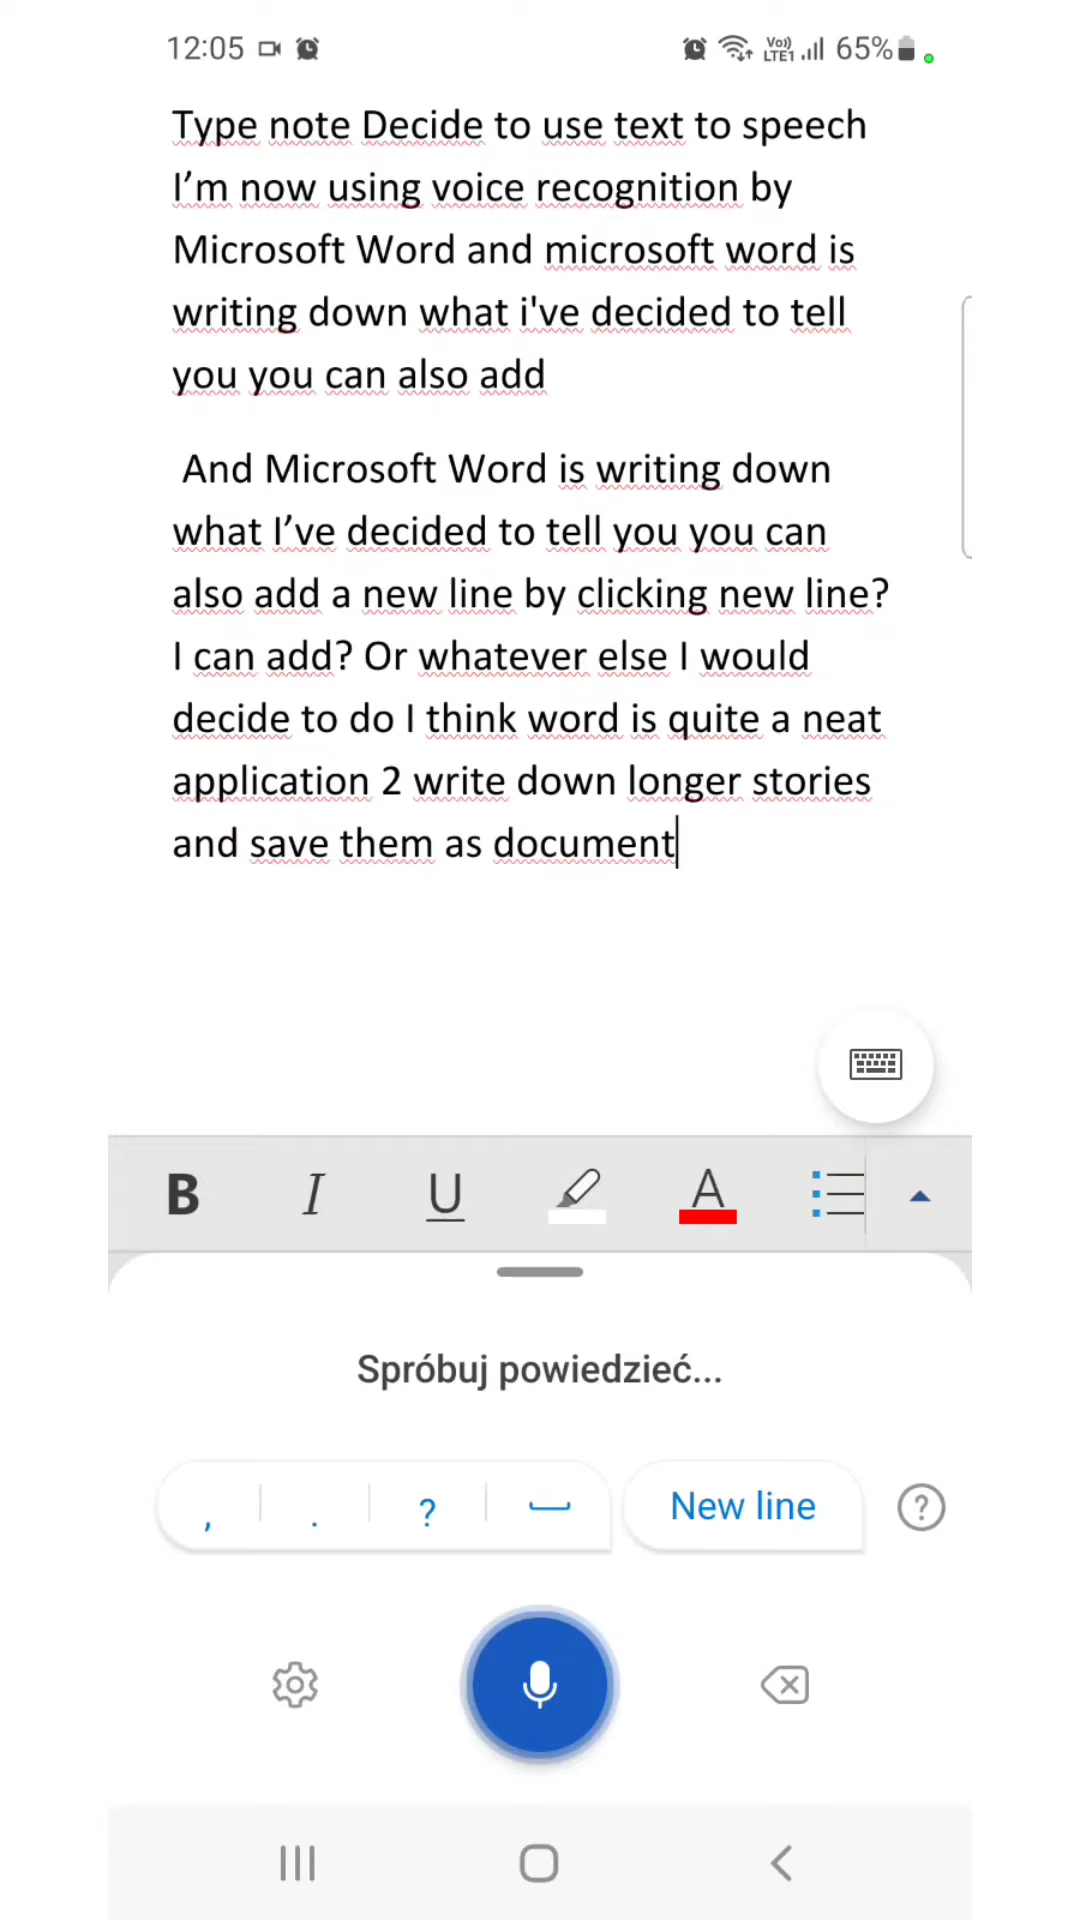 12:05
Vo))
LTE1
65%
Type note Decide to use text to speech
I’m now using voice recognition by
Microsoft Word and microsoft word is
writing down what i've decided to tell
you you can also add
And Microsoft Word is writing down
what I’ve decided to tell you you can
also add a new line by clicking new line?
I can add? Or whatever else I would
decide to do I think word is quite a neat
application 2 write down longer stories
and save them as document
B I U A
Spróbuj powiedzieć...
, . ? New line ?